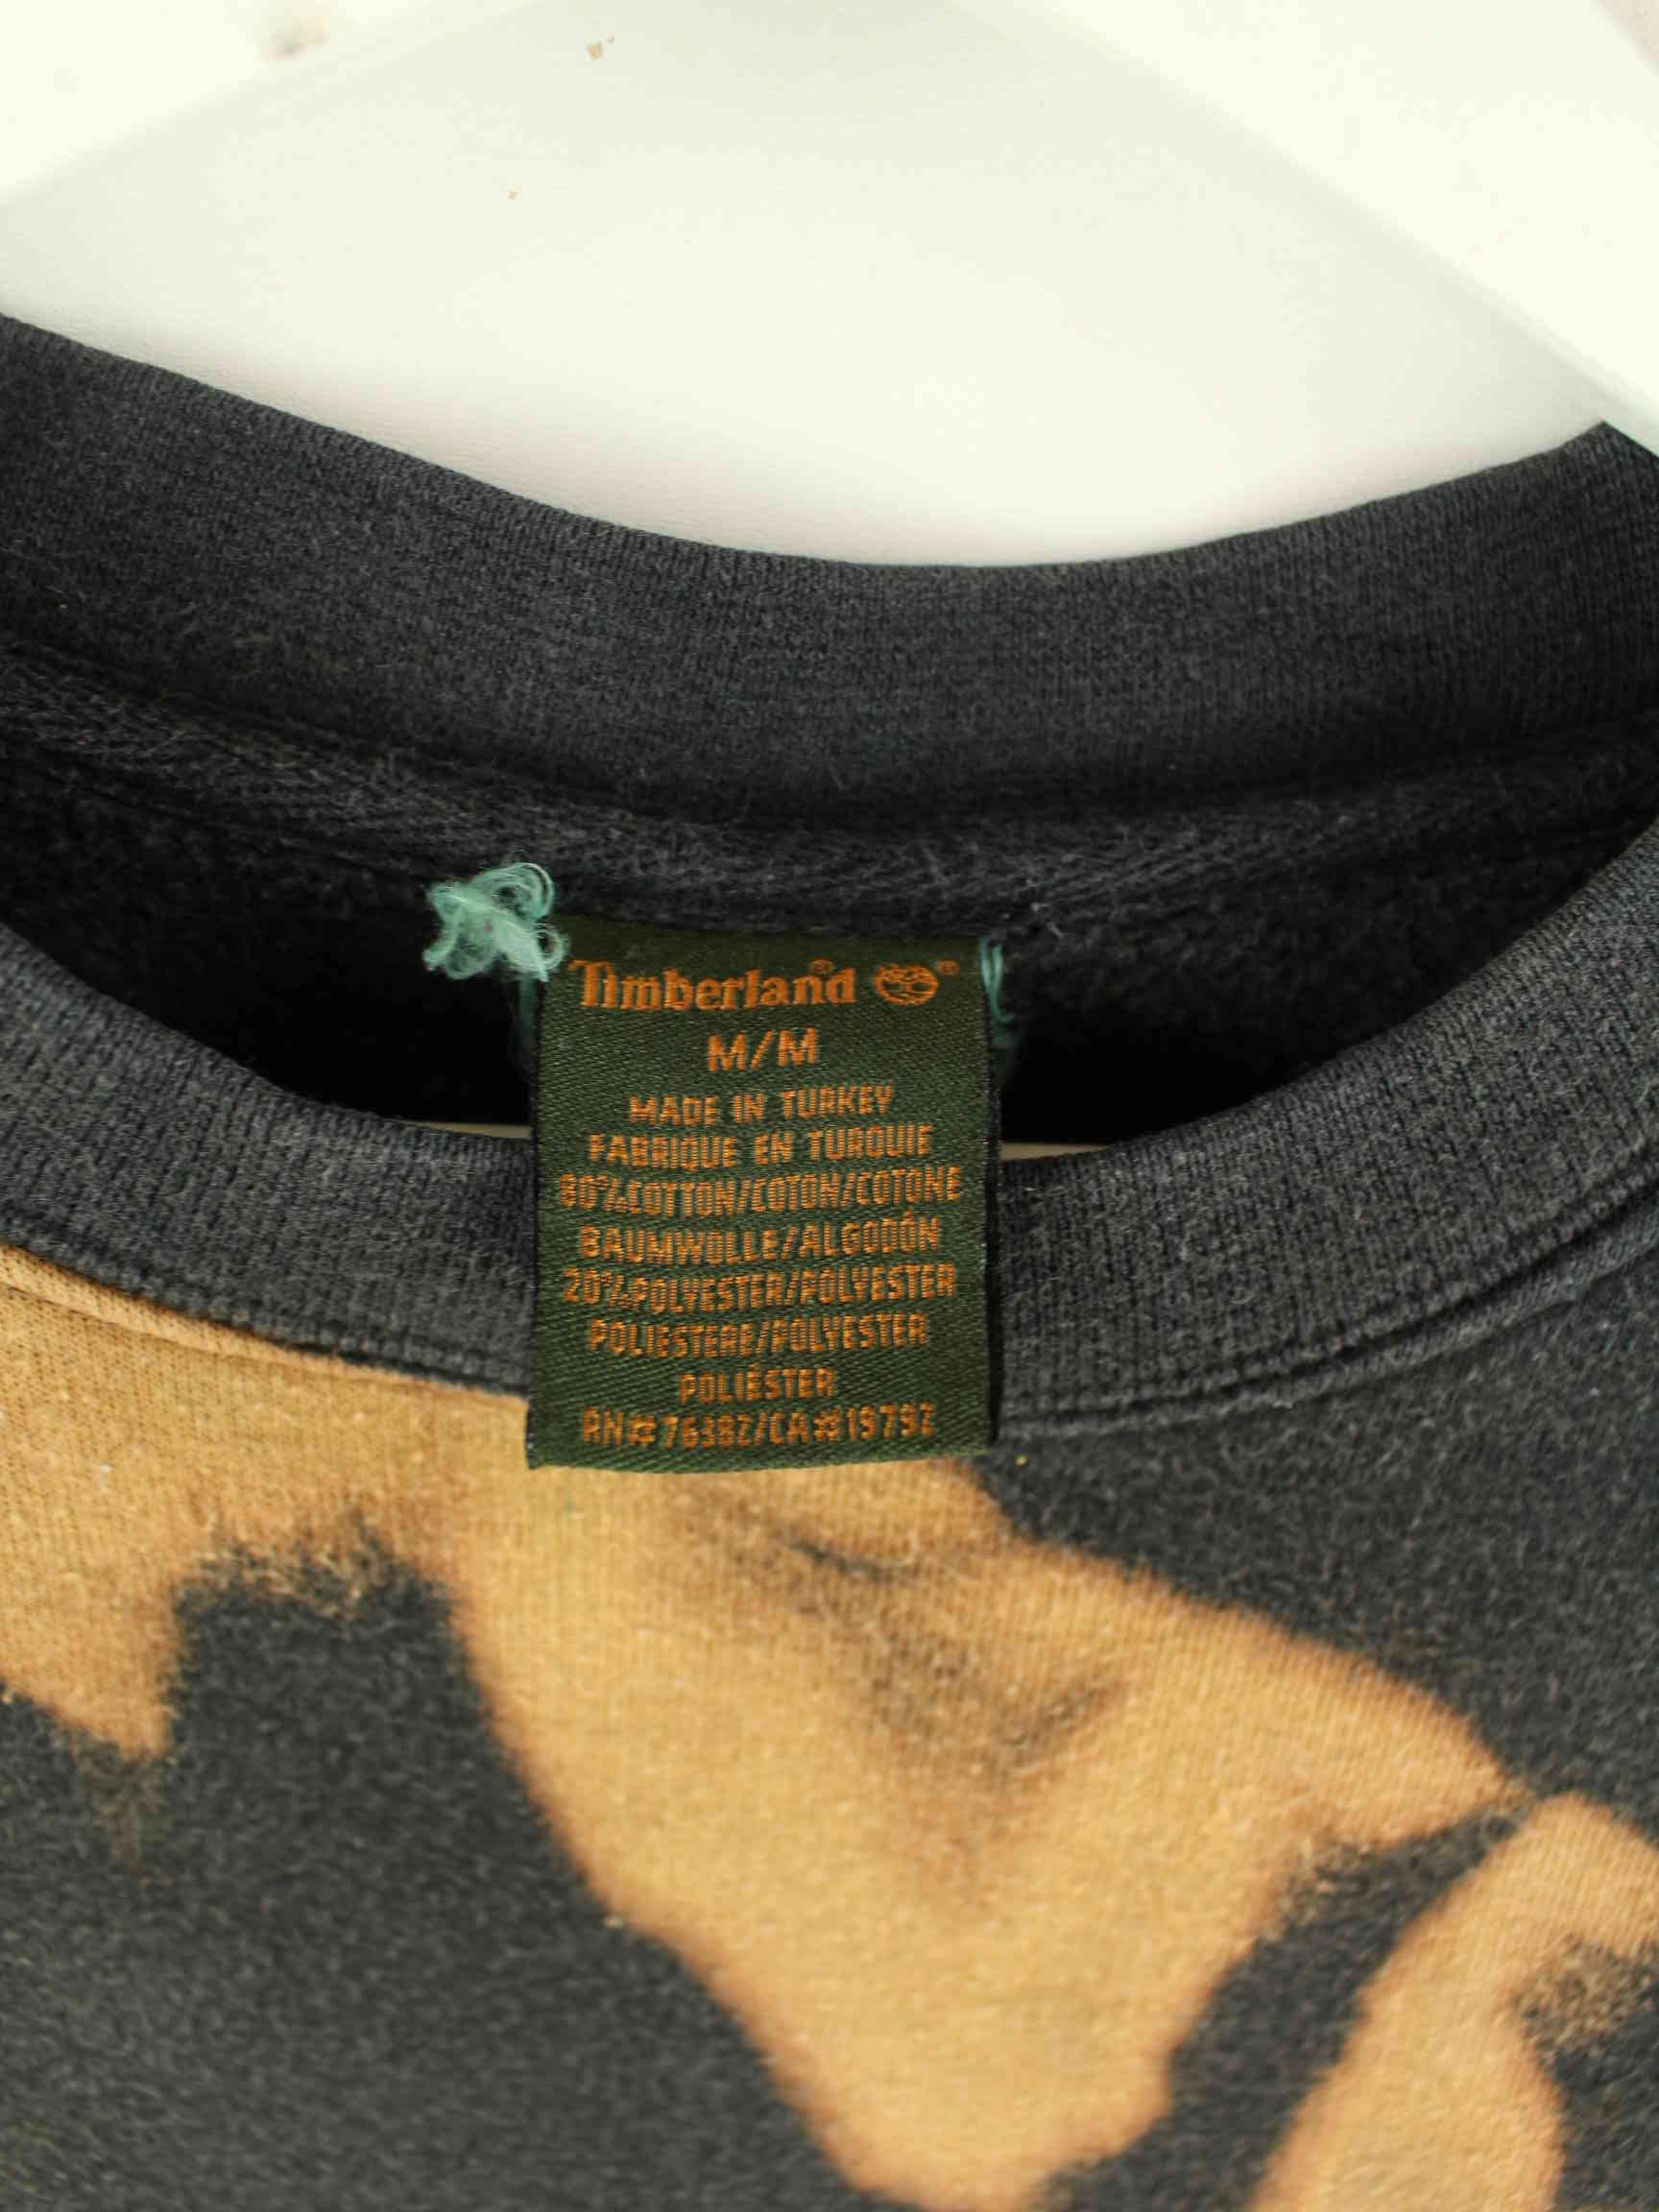 Timberland®
M/M
MADE IN TURKEY
FABRIQUE EN TURQUIE
80%COTTON/COTON/COTONE
BAUMWOLLE/ALGODÓN
20%POLYESTER/POLYESTER
POLIESTERE/POLYESTER
POLIÉSTER
RN#76382/CA#19792